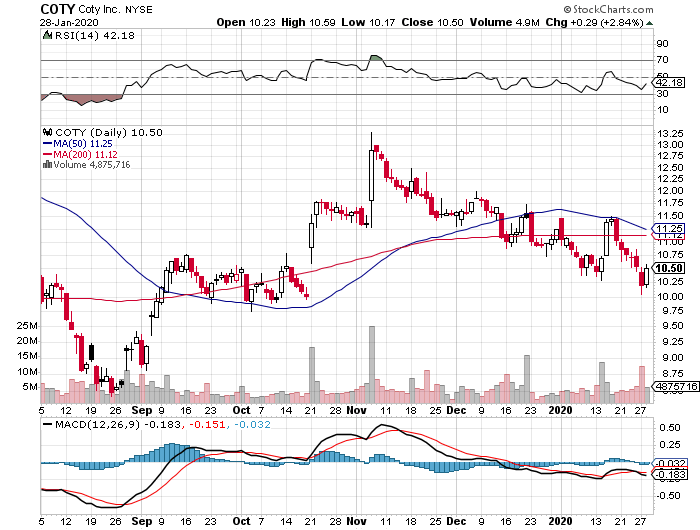 COTY Coty Inc. NYSE © StockCharts.com
28-Jan-2020 Open 10.23 High 10.59 Low 10.17 Close 10.50 Volume 4.9M Chg +0.29 (+2.84%)
RSI(14) 42.18
90
70
50
42.18
30
10
COTY (Daily) 10.50
MA(50) 11.25
MA(200) 11.12
Volume 4,875,716
13.25
13.00
12.75
12.50
12.25
12.00
11.75
11.50
11.25
11.12
11.00
10.75
10.50
10.25
10.00
9.75
9.50
9.25
9.00
8.75
8.50
25M
20M
15M
10M
5M
4875716
5 12 19 26 Sep 9 16 23 Oct 7 14 21 Nov 11 18 25 Dec 9 16 23 2020 13 21 27
MACD(12,26,9) -0.183, -0.151, -0.032
0.50
0.25
-0.032
-0.183
-0.50
5 12 19 26 Sep 9 16 23 Oct 7 14 21 Nov 11 18 25 Dec 9 16 23 2020 13 21 27